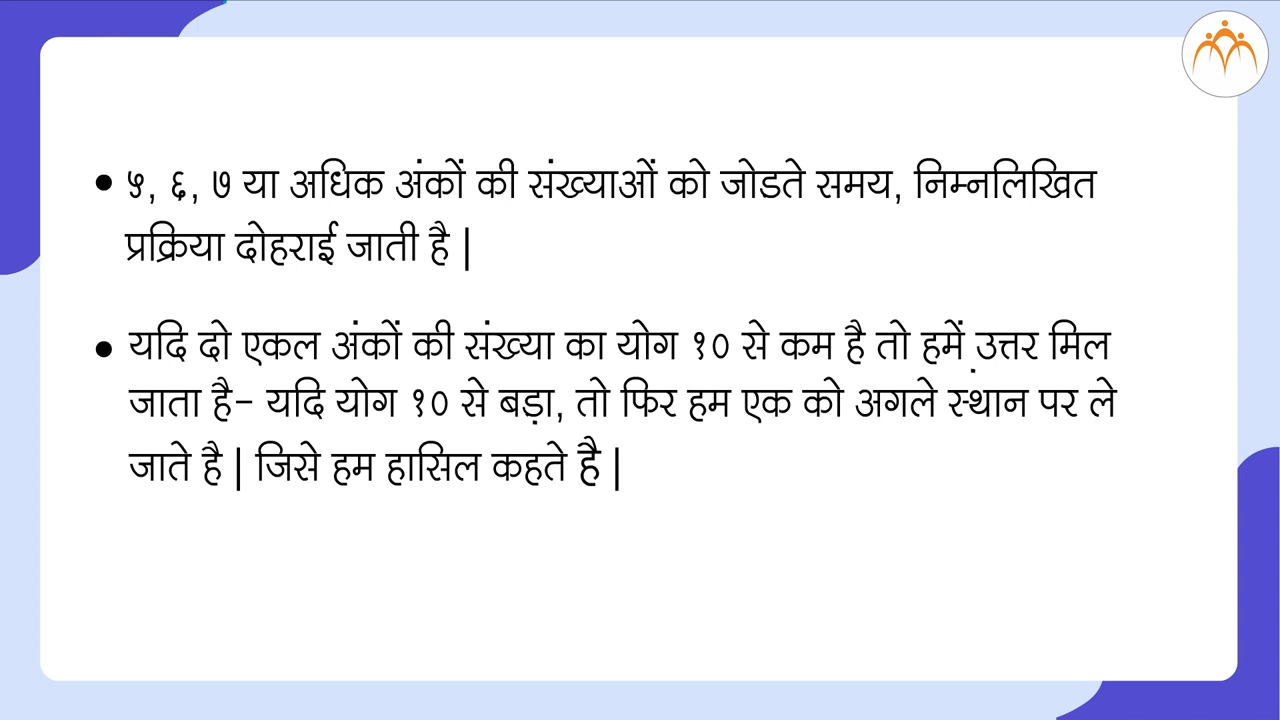 • ५, ६, ७ या अधिक अंकों की संख्याओं को जोडते समय, निम्नलिखित
प्रक्रिया दोहराई जाती है |
• यदि दो एकल अंकों की संख्या का योग १० से कम है तो हमें उत्तर मिल
जाता है- यदि योग १० से बड़ा, तो फिर हम एक को अगले स्थान पर ले
जाते है | जिसे हम हासिल कहते है |